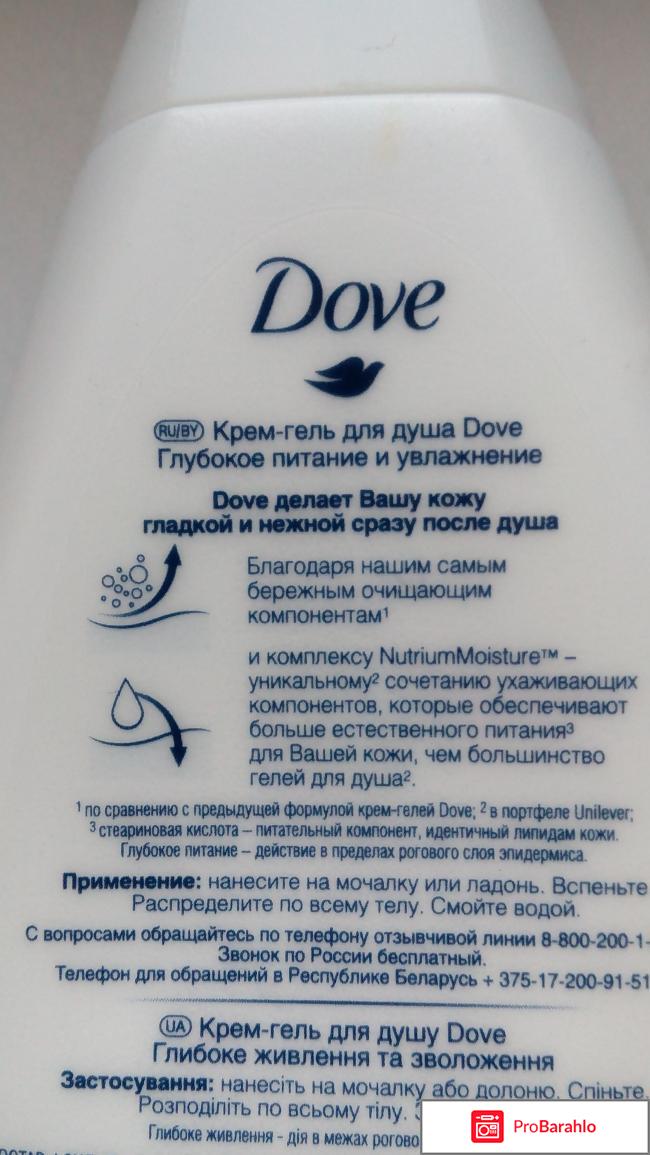 Dove
RU/BY Крем-гель для душа Dove
Глубокое питание и увлажнение
Dove делает Вашу кожу
гладкой и нежной сразу после душа
Благодаря нашим самым
бережным очищающим
компонентам¹
и комплексу NutriumMoisture™ –
уникальному² сочетанию ухаживающих
компонентов, которые обеспечивают
больше естественного питания³
для Вашей кожи, чем большинство
гелей для душа².
¹ по сравнению с предыдущей формулой крем-гелей Dove; ² в портфеле Unilever;
³ стеариновая кислота – питательный компонент, идентичный липидам кожи.
Глубокое питание – действие в пределах рогового слоя эпидермиса.
Применение: нанесите на мочалку или ладонь. Вспеньте
Распределите по всему телу. Смойте водой.
С вопросами обращайтесь по телефону отзывчивой линии 8-800-200-1-
Звонок по России бесплатный.
Телефон для обращений в Республике Беларусь + 375-17-200-91-51
UA Крем-гель для душу Dove
Глибоке живлення та зволоження
Застосування: нанесіть на мочалку або долоню. Спіньте.
Розподіліть по всьому тілу.
Глибоке живлення - дія в межах рогово
ProBarahlo